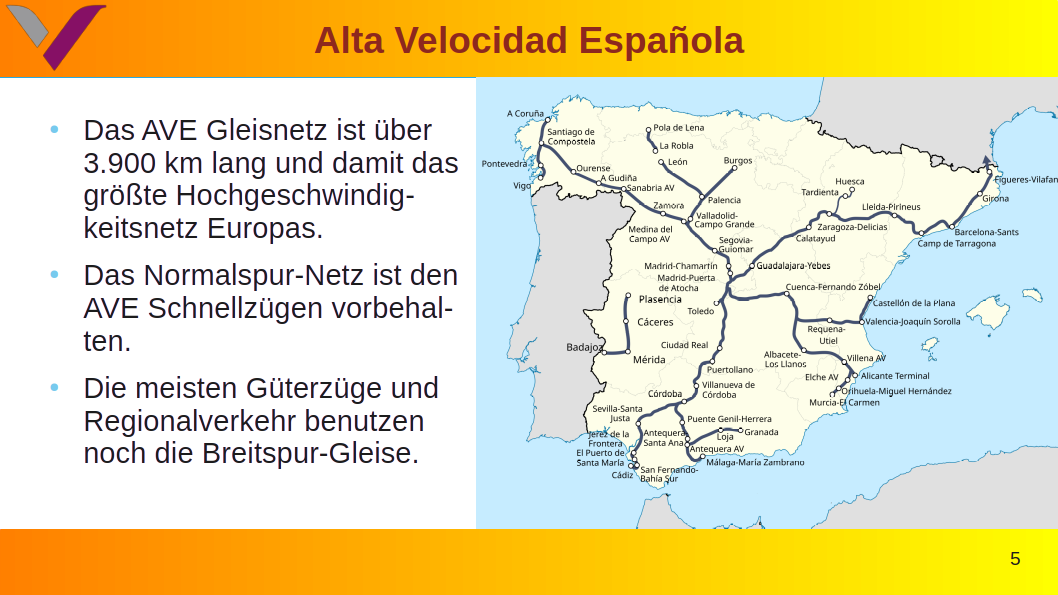 Alta Velocidad Española
• Das AVE Gleisnetz ist über
3.900 km lang und damit das
größte Hochgeschwindig-
keitsnetz Europas.
• Das Normalspur-Netz ist den
AVE Schnellzügen vorbehal-
ten.
• Die meisten Güterzüge und
Regionalverkehr benutzen
noch die Breitspur-Gleise.
A Coruña
Santiago de
Compostela
Pontevedra
Vigo
Ourense
A Gudiña
Sanabria AV
Zamora
Pola de Lena
La Robla
León
Burgos
Palencia
Valladolid-
Campo Grande
Medina del
Campo AV
Segovia-
Guiomar
Madrid-Chamartín
Madrid-Puerta
de Atocha
Guadalajara-Yebes
Calatayud
Zaragoza-Delicias
Tardienta
Huesca
Lleida-Pirineus
Camp de Tarragona
Barcelona-Sants
Girona
Figueres-Vilafan
Toledo
Cuenca-Fernando Zóbel
Castellón de la Plana
Valencia-Joaquín Sorolla
Requena-
Utiel
Albacete-
Los Llanos
Villena AV
Alicante Terminal
Elche AV
Orihuela-Miguel Hernández
Murcia-El Carmen
Plasencia
Cáceres
Badajoz
Mérida
Ciudad Real
Puertollano
Villanueva de
Córdoba
Córdoba
Sevilla-Santa
Justa
Puente Genil-Herrera
Antequera
Santa Ana
Loja
Granada
Antequera AV
Málaga-María Zambrano
Jerez de la
Frontera
El Puerto de
Santa María
Cádiz
San Fernando-
Bahía Sur
5